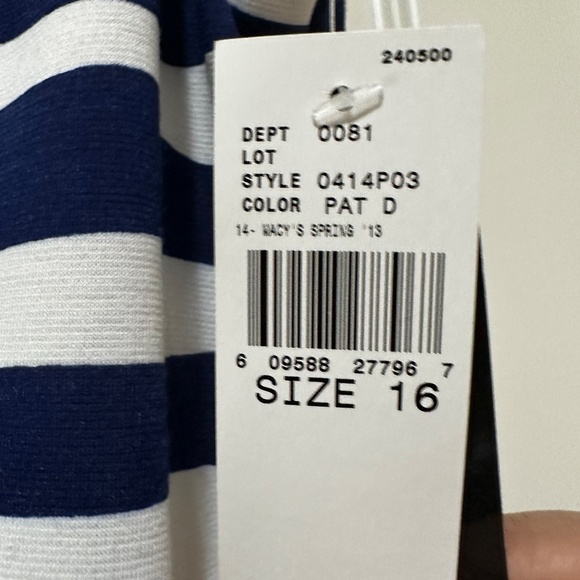 240500
DEPT 0081
LOT
STYLE 0414P03
COLOR PAT D
14- MACY'S SPRING '13
6 09588 27796 7
SIZE 16